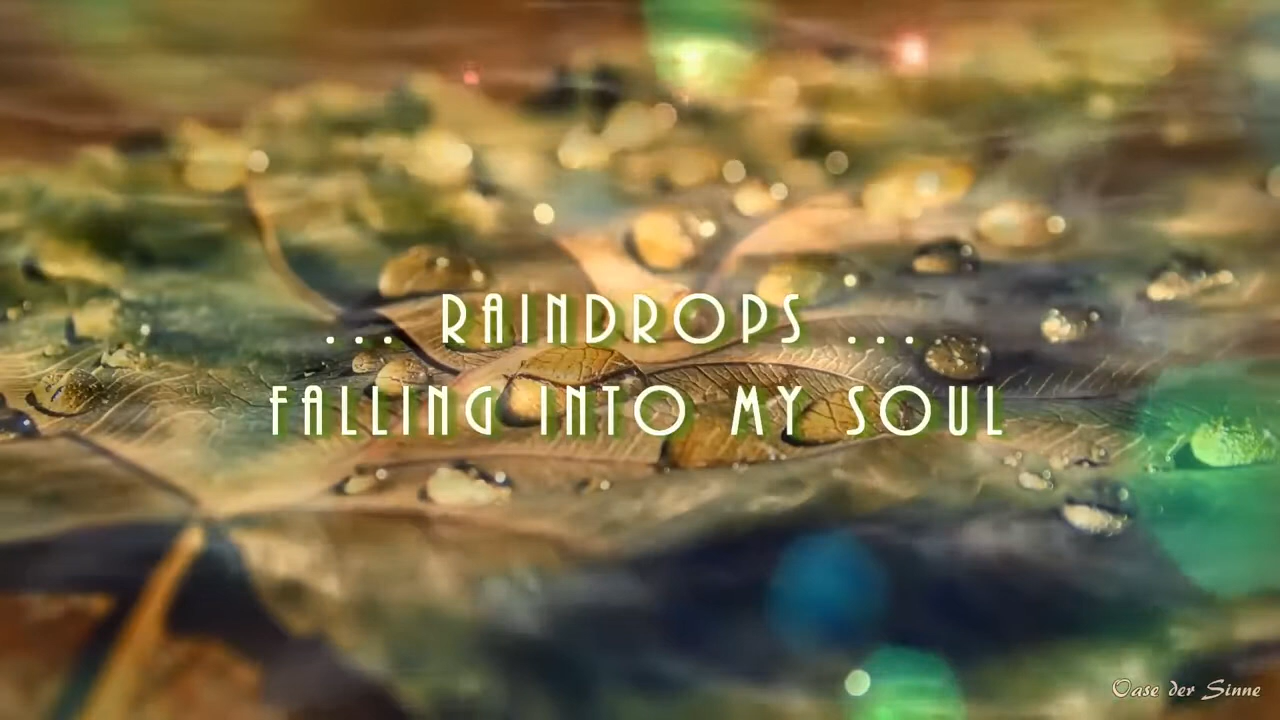 ... RAINDROPS ...
FALLING INTO MY SOUL
Oase der Sinne